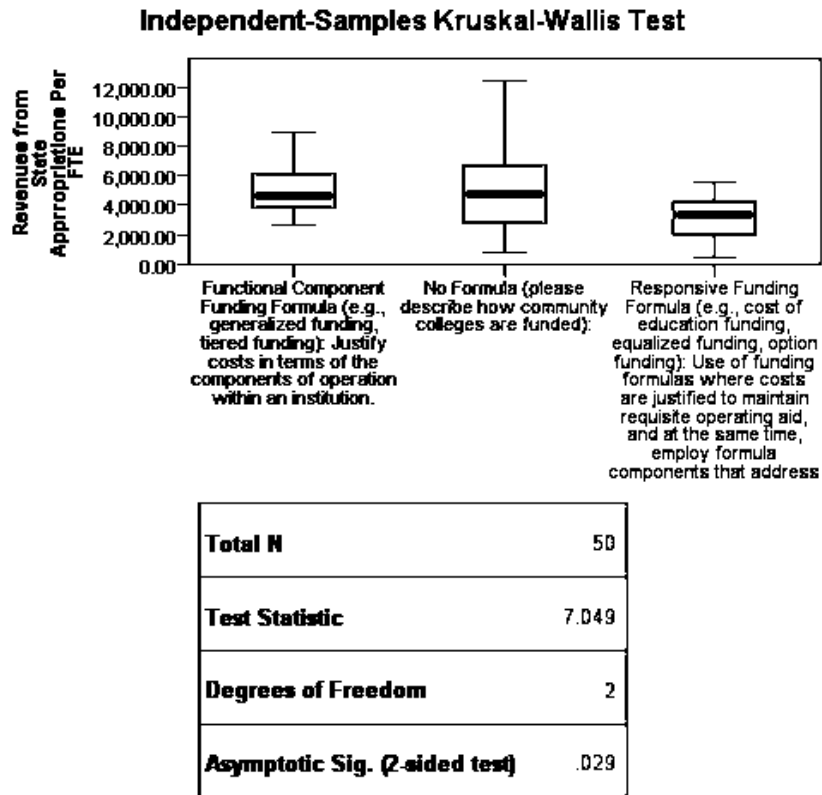 Independent-Samples Kruskal-Wallis Test
Revenues from
State
Apprropriations Per
FTE
12,000.00
10,000.00
8,000.00
6,000.00
4,000.00
2,000.00
0.00
Functional Component
Funding Formula (e.g.,
generalized funding,
tiered funding): Justify
costs in terms of the
components of operation
within an institution.
No Formula (please
describe how community
colleges are funded):
Responsive Funding
Formula (e.g., cost of
education funding,
equalized funding, option
funding): Use of funding
formulas where costs
are justified to maintain
requisite operating aid,
and at the same time,
employ formula
components that address
Total N 50
Test Statistic 7.049
Degrees of Freedom 2
Asymptotic Sig. (2-sided test) .029